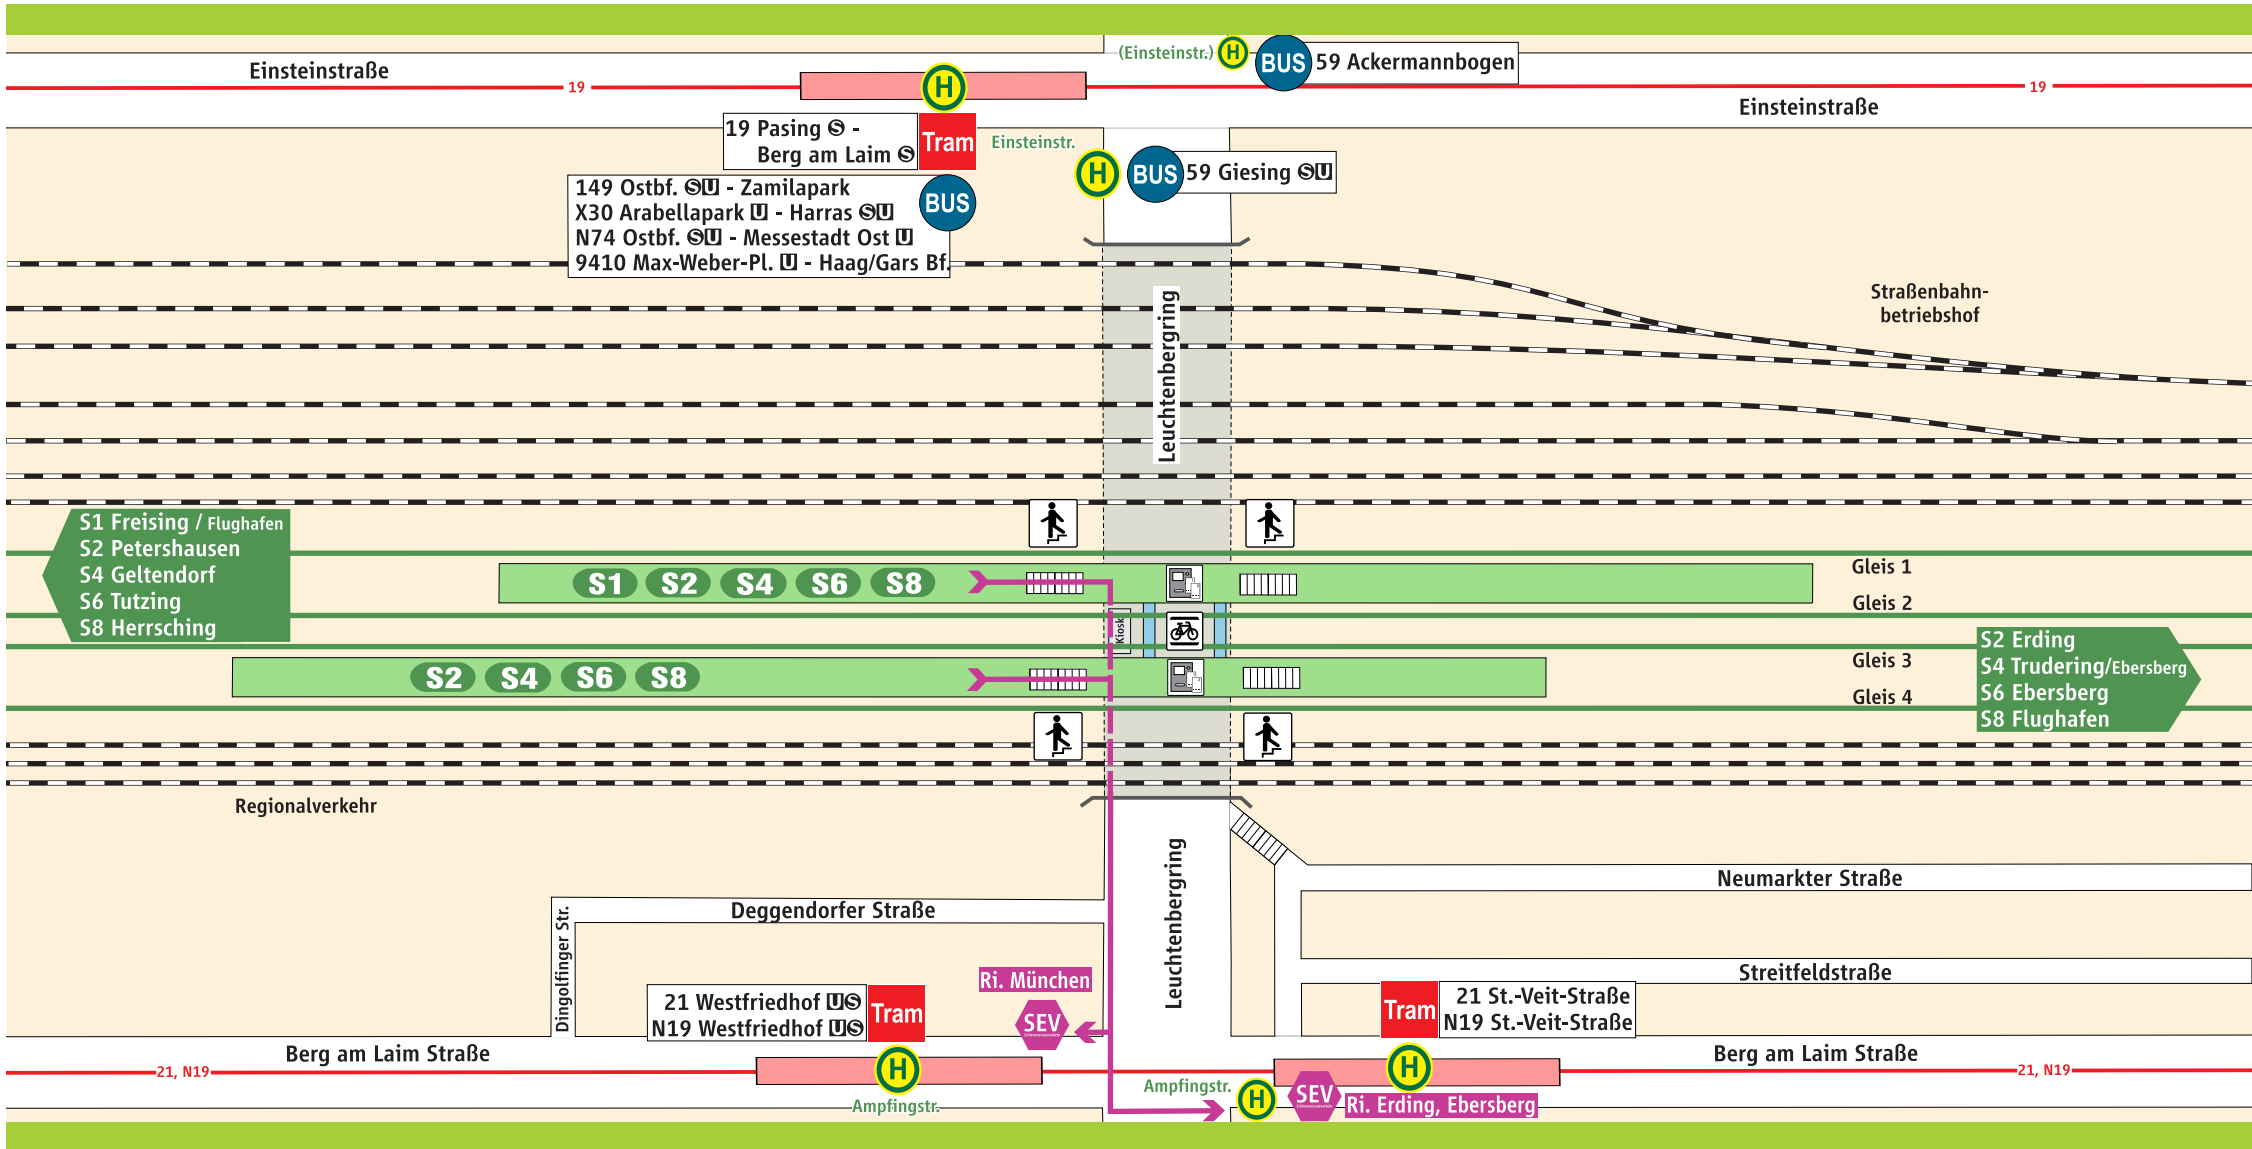 (Einsteinstr.) H BUS 59 Ackermannbogen
Einsteinstraße
19
H
19
Einsteinstraße
19 Pasing S -
Berg am Laim S
Tram
Einsteinstr.
H BUS 59 Giesing SU
149 Ostbf. SU - Zamilapark
X30 Arabellapark U - Harras SU
N74 Ostbf. SU - Messestadt Ost U
9410 Max-Weber-Pl. U - Haag/Gars Bf.
BUS
Straßenbahn-
betriebshof
Leuchtenbergring
S1 Freising / Flughafen
S2 Petershausen
S4 Geltendorf
S6 Tutzing
S8 Herrsching
S1 S2 S4 S6 S8
Gleis 1
Gleis 2
Kiosk
S2 S4 S6 S8
Gleis 3
Gleis 4
S2 Erding
S4 Trudering/Ebersberg
S6 Ebersberg
S8 Flughafen
Regionalverkehr
Leuchtenbergring
Neumarkter Straße
Deggendorfer Straße
Dingolfinger Str.
Streitfeldstraße
Ri. München
SEV
21 Westfriedhof US
N19 Westfriedhof US
Tram
Tram
21 St.-Veit-Straße
N19 St.-Veit-Straße
Berg am Laim Straße
Berg am Laim Straße
21, N19
H
H
21, N19
Ampfingstr.
Ampfingstr.
H
SEV
Ri. Erding, Ebersberg